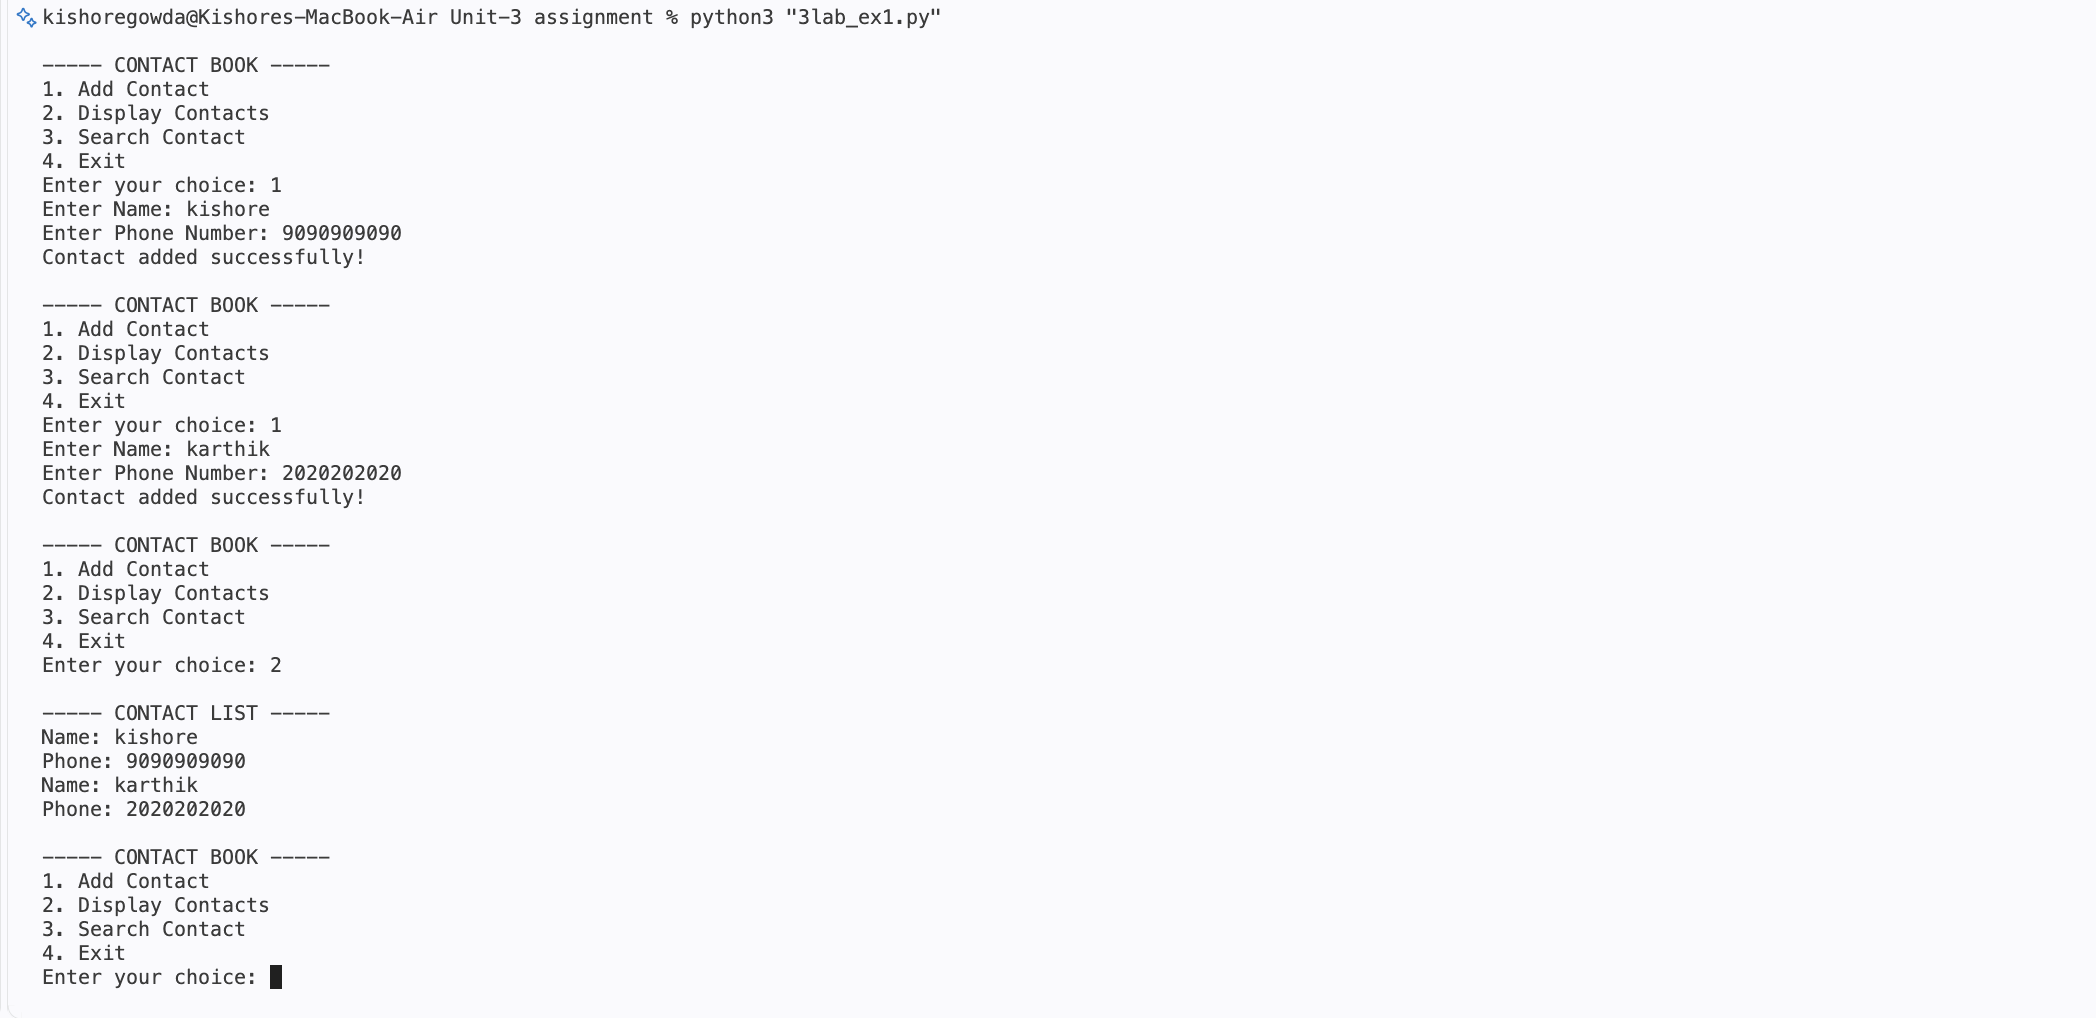 kishoregowda@Kishores-MacBook-Air Unit-3 assignment % python3 "3lab_ex1.py"
----- CONTACT BOOK -----
1. Add Contact
2. Display Contacts
3. Search Contact
4. Exit
Enter your choice: 1
Enter Name: kishore
Enter Phone Number: 9090909090
Contact added successfully!
----- CONTACT BOOK -----
1. Add Contact
2. Display Contacts
3. Search Contact
4. Exit
Enter your choice: 1
Enter Name: karthik
Enter Phone Number: 2020202020
Contact added successfully!
----- CONTACT BOOK -----
1. Add Contact
2. Display Contacts
3. Search Contact
4. Exit
Enter your choice: 2
----- CONTACT LIST -----
Name: kishore
Phone: 9090909090
Name: karthik
Phone: 2020202020
----- CONTACT BOOK -----
1. Add Contact
2. Display Contacts
3. Search Contact
4. Exit
Enter your choice: